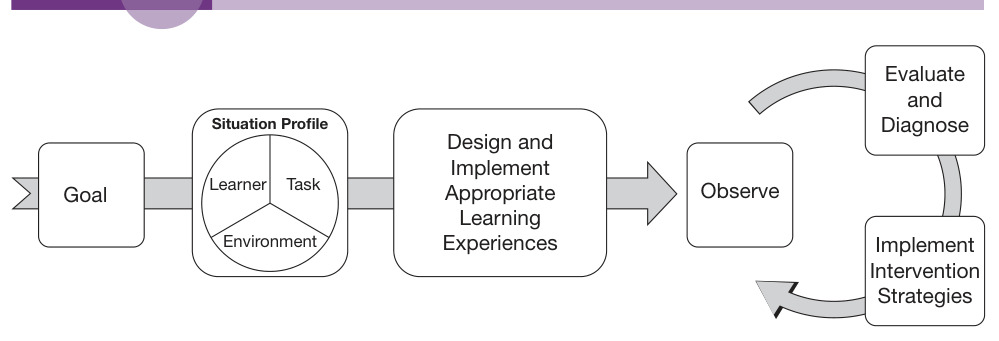 Goal
Situation Profile
Learner
Task
Environment
Design and
Implement
Appropriate
Learning
Experiences
Observe
Evaluate
and
Diagnose
Implement
Intervention
Strategies